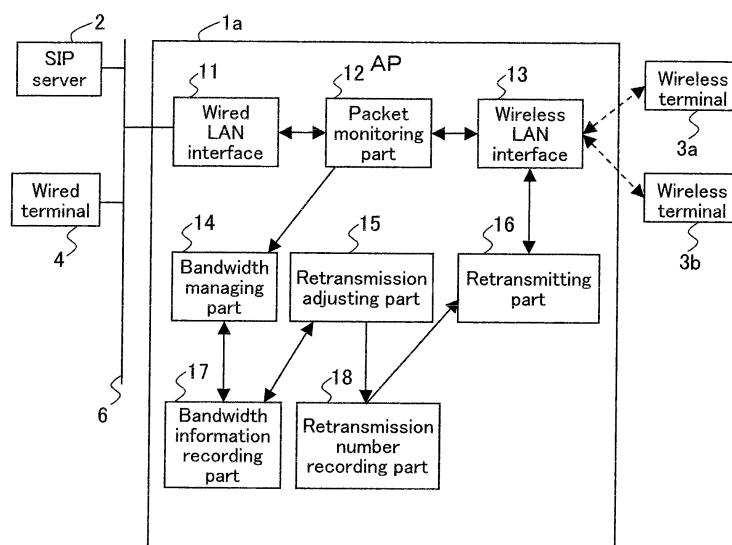 2
SIP
server
1a
AP
11
Wired
LAN
interface
12
Packet
monitoring
part
13
Wireless
LAN
interface
Wireless
terminal
3a
Wireless
terminal
3b
Wired
terminal
4
14
Bandwidth
managing
part
15
Retransmission
adjusting part
16
Retransmitting
part
6
17
Bandwidth
information
recording
part
18
Retransmission
number
recording part